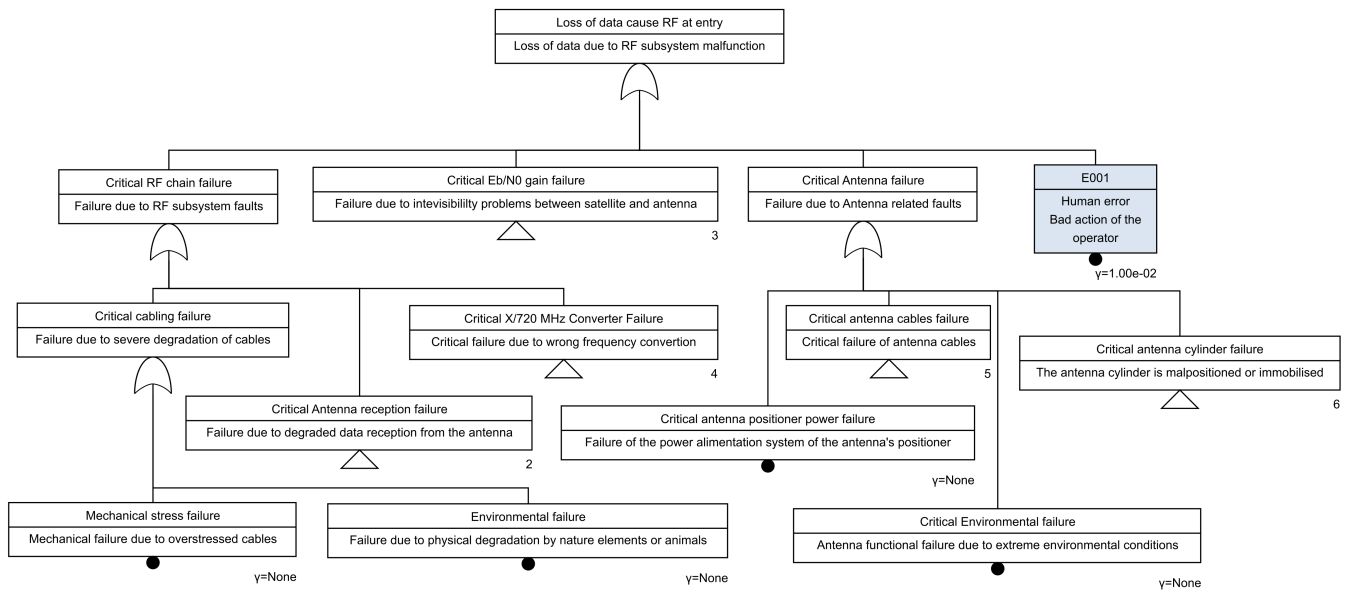 Loss of data cause RF at entry
Loss of data due to RF subsystem malfunction
Critical RF chain failure
Failure due to RF subsystem faults
Critical Eb/N0 gain failure
Failure due to intevisibililty problems between satellite and antenna
3
Critical Antenna failure
Failure due to Antenna related faults
E001
Human error
Bad action of the
operator
γ=1.00e-02
Critical cabling failure
Failure due to severe degradation of cables
Critical X/720 MHz Converter Failure
Critical failure due to wrong frequency convertion
4
Critical antenna cables failure
Critical failure of antenna cables
5
Critical antenna cylinder failure
The antenna cylinder is malpositioned or immobilised
6
Critical Antenna reception failure
Failure due to degraded data reception from the antenna
2
Critical antenna positioner power failure
Failure of the power alimentation system of the antenna's positioner
γ=None
Mechanical stress failure
Mechanical failure due to overstressed cables
γ=None
Environmental failure
Failure due to physical degradation by nature elements or animals
γ=None
Critical Environmental failure
Antenna functional failure due to extreme environmental conditions
γ=None